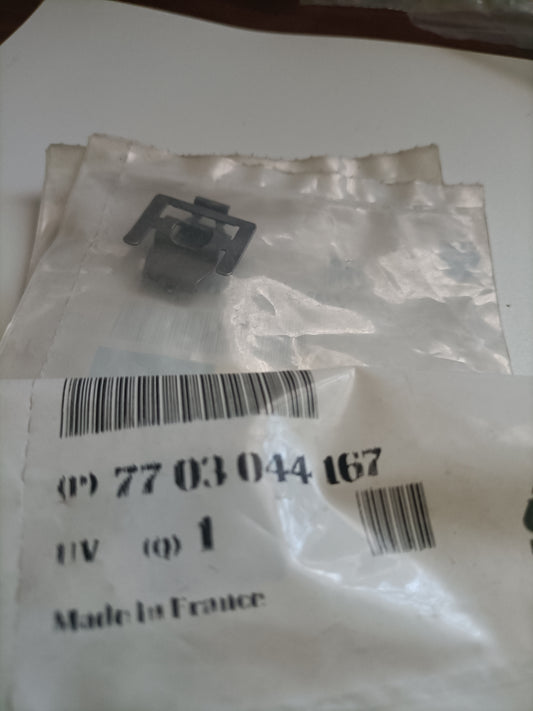 (P) 77 03 044 167
UV (Q) 1
Made in France